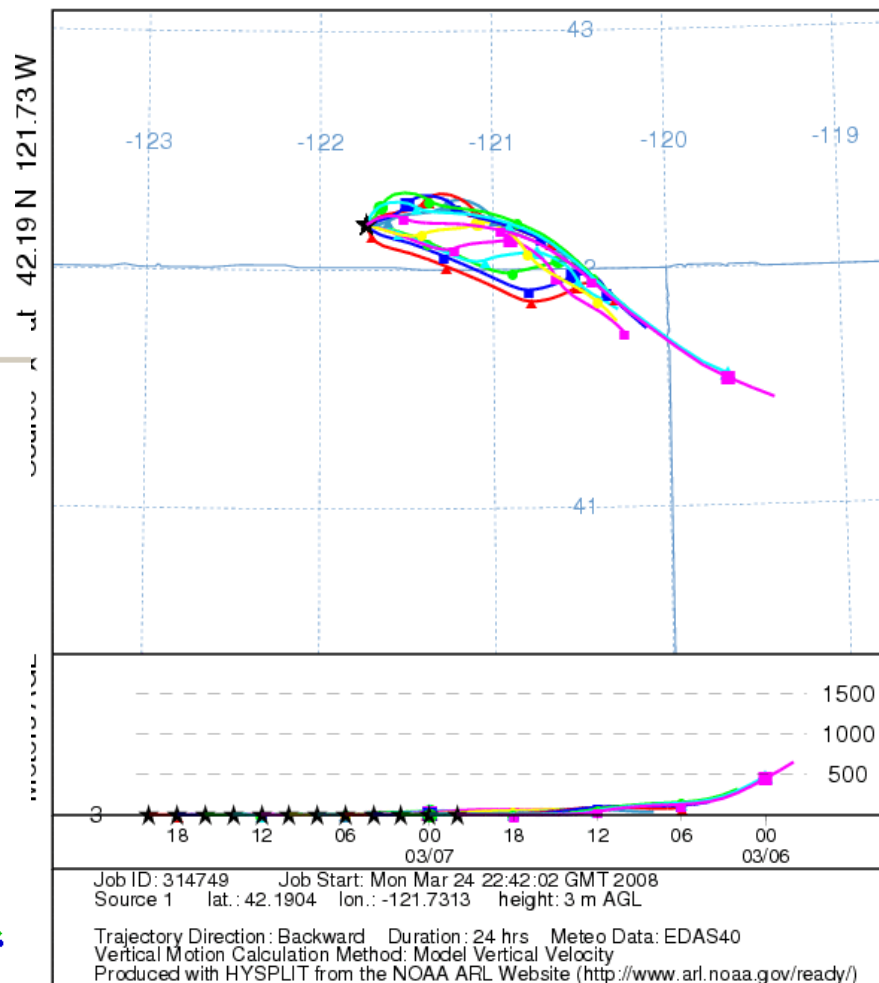 43
-123 -122 -121 -120 -119
at 42.19 N 121.73 W
41
1500
1000
500
3
18 12 06 00 18 12 06 00
03/07 03/06
Job ID: 314749 Job Start: Mon Mar 24 22:42:02 GMT 2008
Source 1 lat.: 42.1904 lon.: -121.7313 height: 3 m AGL
Trajectory Direction: Backward Duration: 24 hrs Meteo Data: EDAS40
Vertical Motion Calculation Method: Model Vertical Velocity
Produced with HYSPLIT from the NOAA ARL Website (http://www.arl.noaa.gov/ready/)